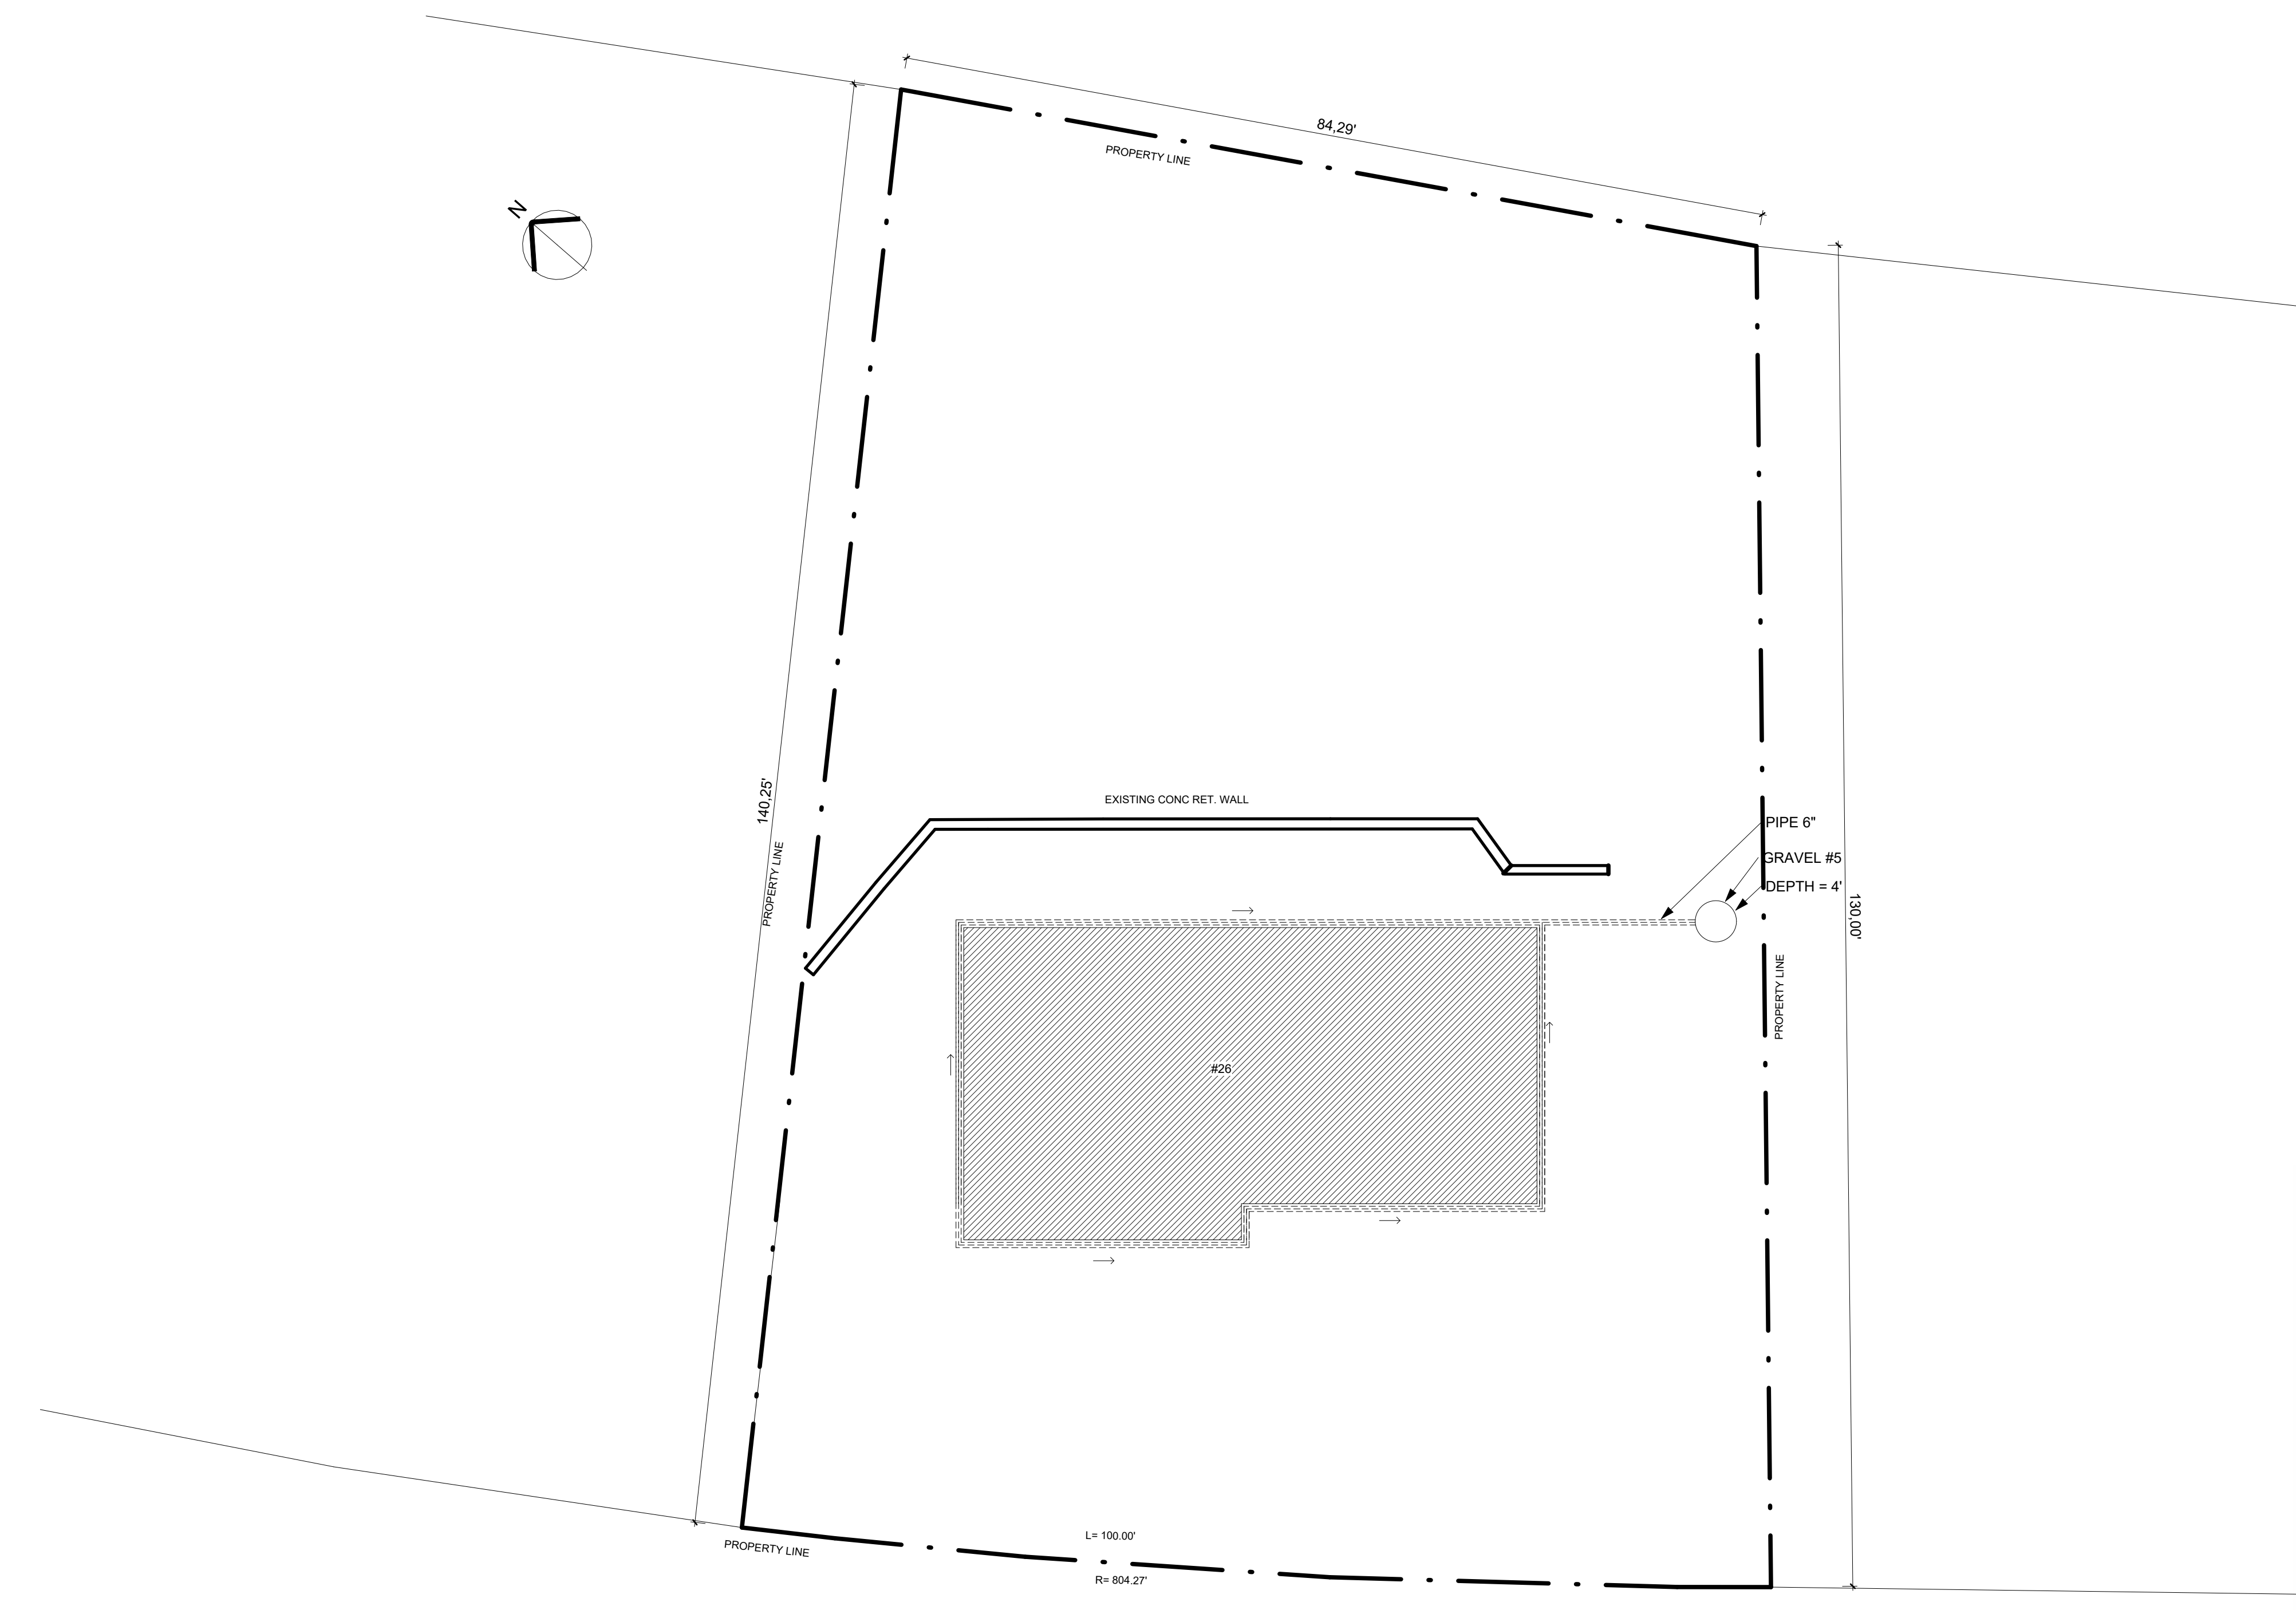 84,29'
PROPERTY LINE
N
140,25'
PROPERTY LINE
EXISTING CONC RET. WALL
PIPE 6"
GRAVEL #5
DEPTH = 4'
130,00'
PROPERTY LINE
#26
L= 100.00'
PROPERTY LINE
R= 804.27'